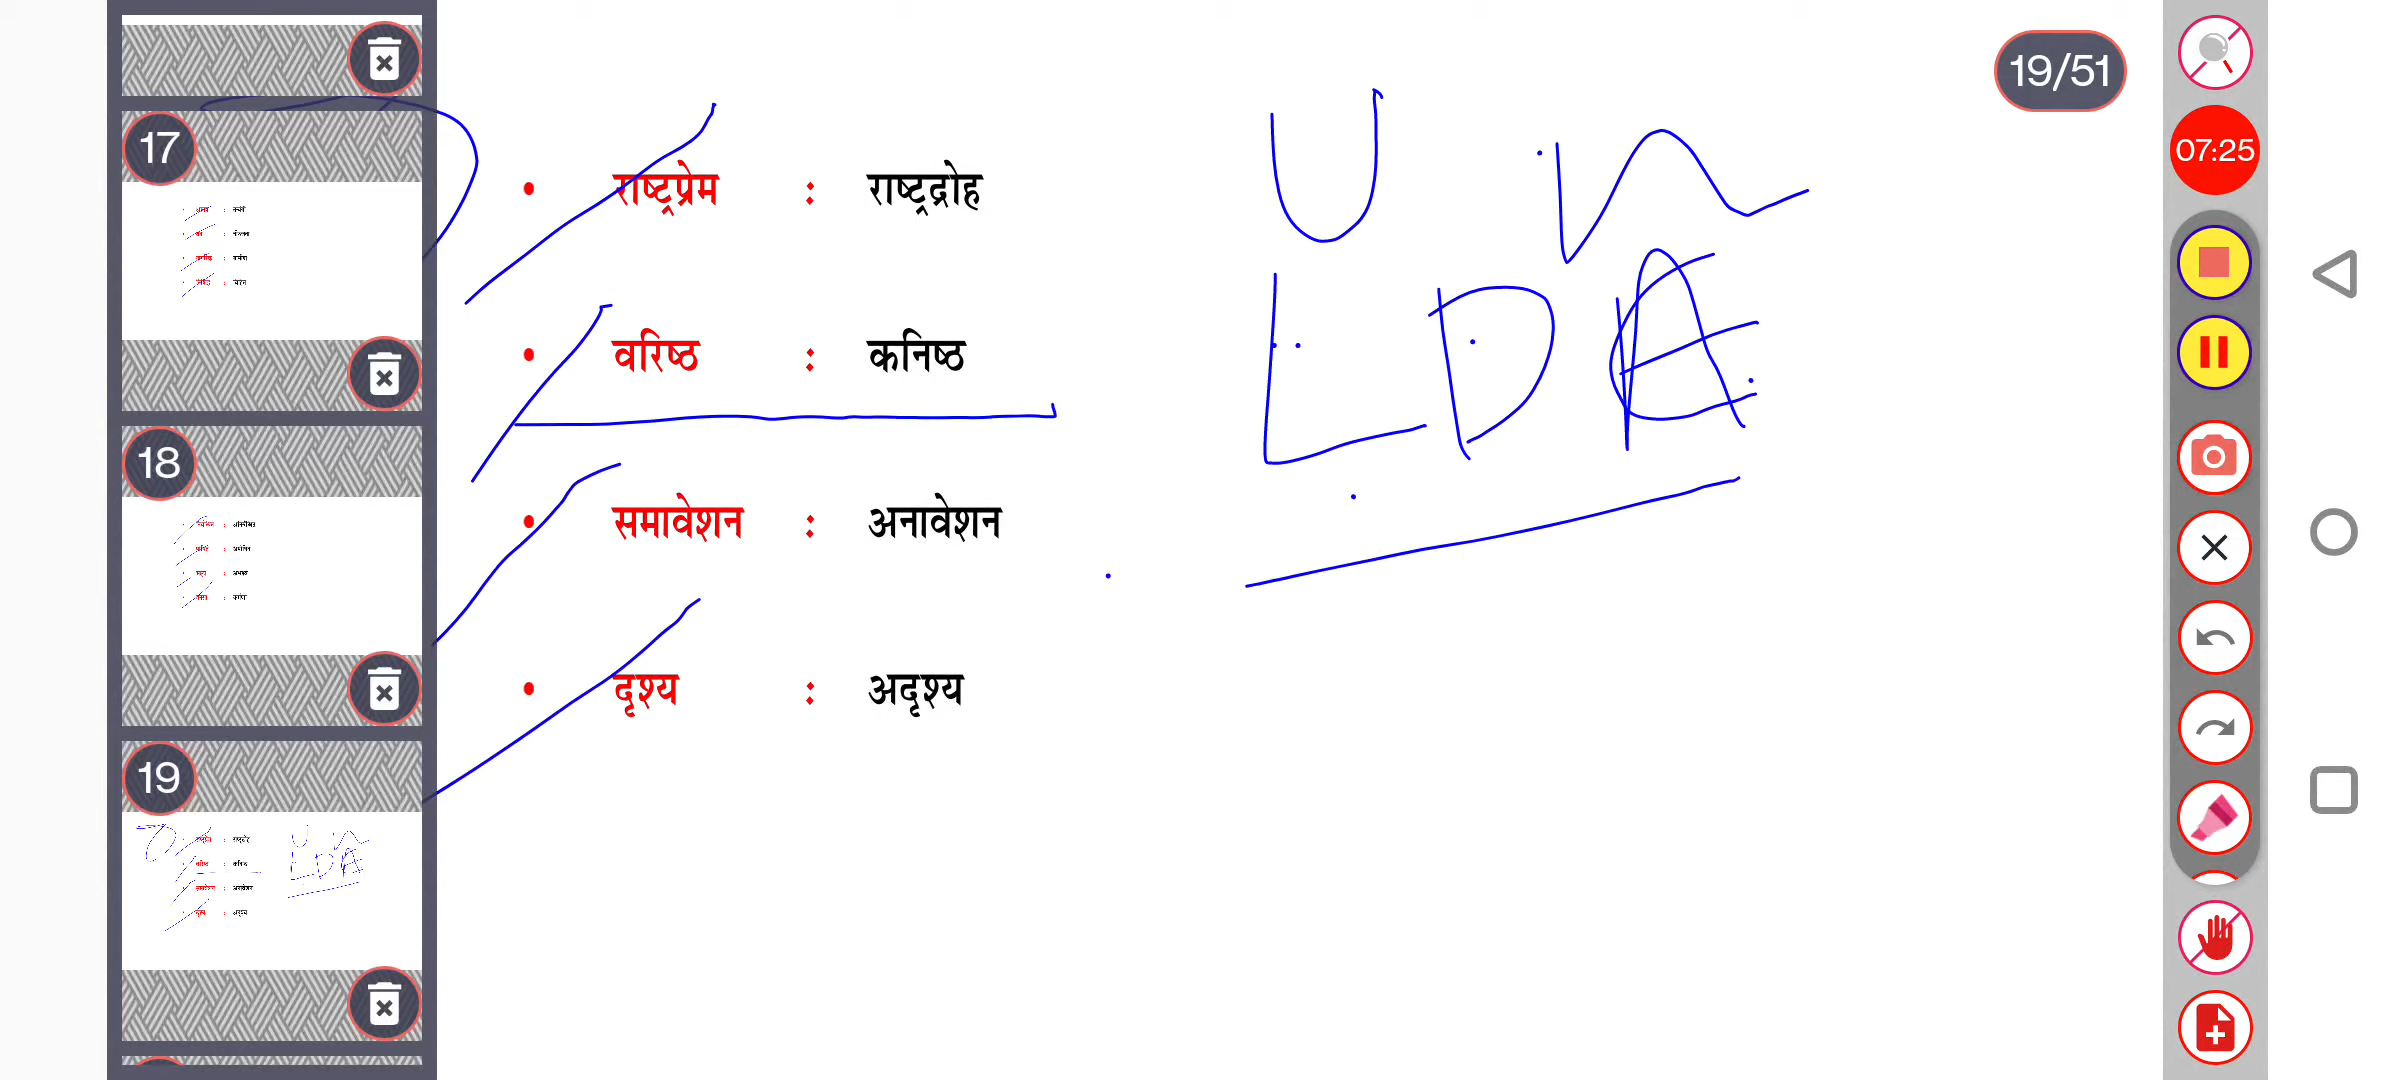 19/51
07:25
17
18
19
• राष्ट्रप्रेम : राष्ट्रद्रोह
• वरिष्ठ : कनिष्ठ
• समावेशन : अनावेशन
• दृश्य : अदृश्य
U
LDA